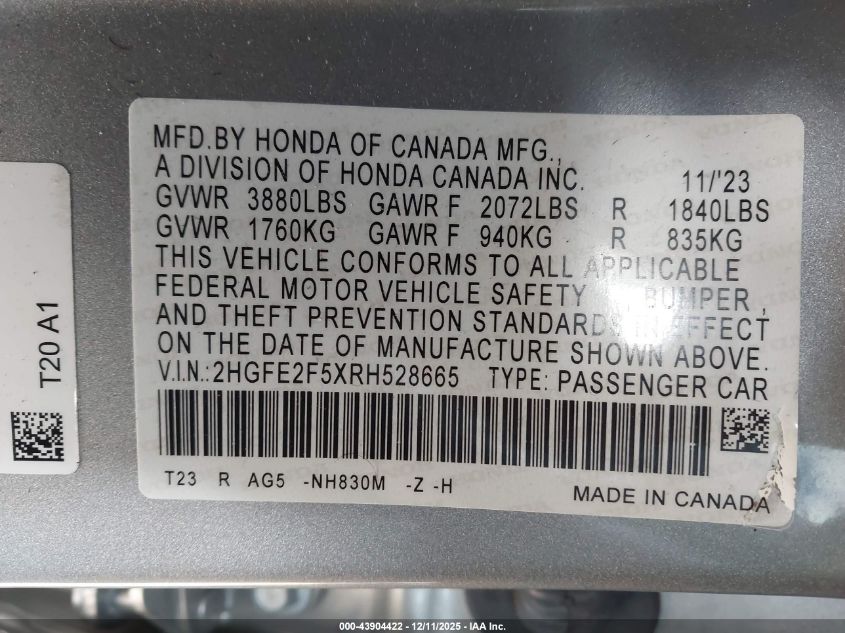 MFD.BY HONDA OF CANADA MFG.,
A DIVISION OF HONDA CANADA INC. 11/'23
GVWR 3880LBS GAWR F 2072LBS R 1840LBS
GVWR 1760KG GAWR F 940KG R 835KG
THIS VEHICLE CONFORMS TO ALL APPLICABLE
FEDERAL MOTOR VEHICLE SAFETY , BUMPER ,
AND THEFT PREVENTION STANDARDS IN EFFECT
ON THE DATE OF MANUFACTURE SHOWN ABOVE.
V.I.N.:2HGFE2F5XRH528665 TYPE: PASSENGER CAR
T23 R AG5 -NH830M -Z -H
MADE IN CANADA
T20 A1
000-43904422 • 12/11/2025 - IAA Inc.